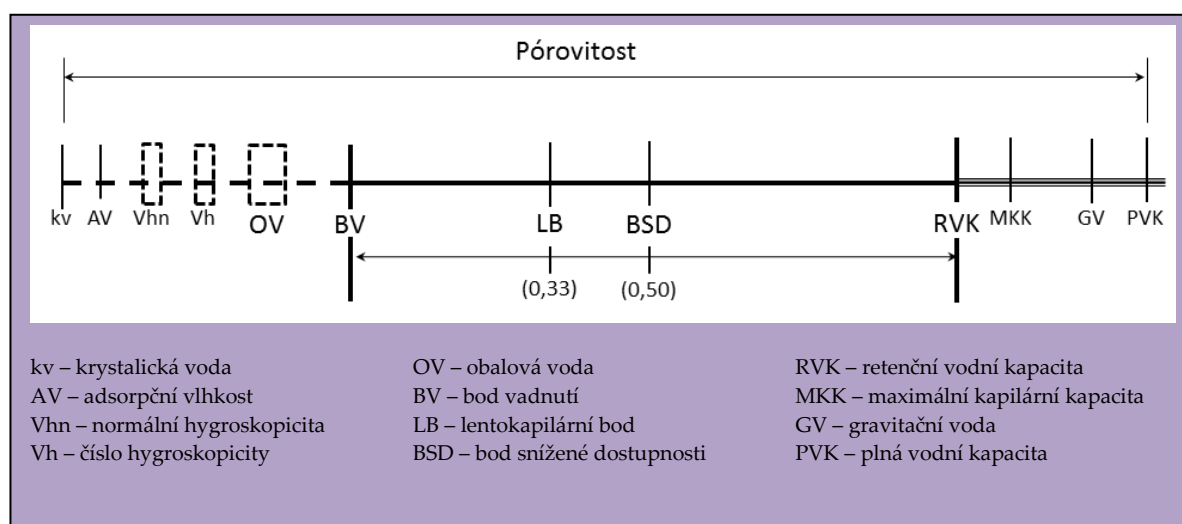 Pórovitost
kv AV Vhn Vh OV BV LB BSD RVK MKK GV PVK
(0,33) (0,50)
kv – krystalická voda
AV – adsorpční vlhkost
Vhn – normální hygroskopicita
Vh – číslo hygroskopicity
OV – obalová voda
BV – bod vadnutí
LB – lentokapilární bod
BSD – bod snížené dostupnosti
RVK – retenční vodní kapacita
MKK – maximální kapilární kapacita
GV – gravitační voda
PVK – plná vodní kapacita